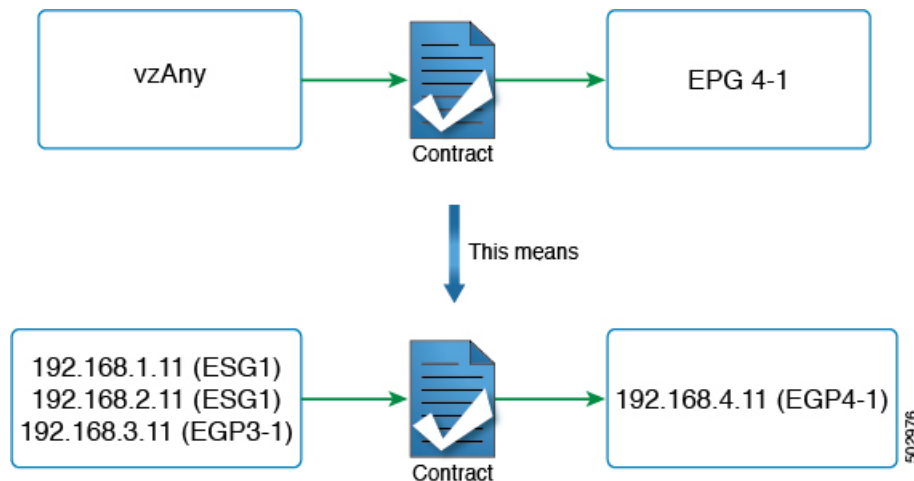 vzAny
Contract
EPG 4-1
This means
192.168.1.11 (ESG1)
192.168.2.11 (ESG1)
192.168.3.11 (EGP3-1)
Contract
192.168.4.11 (EGP4-1)
502976